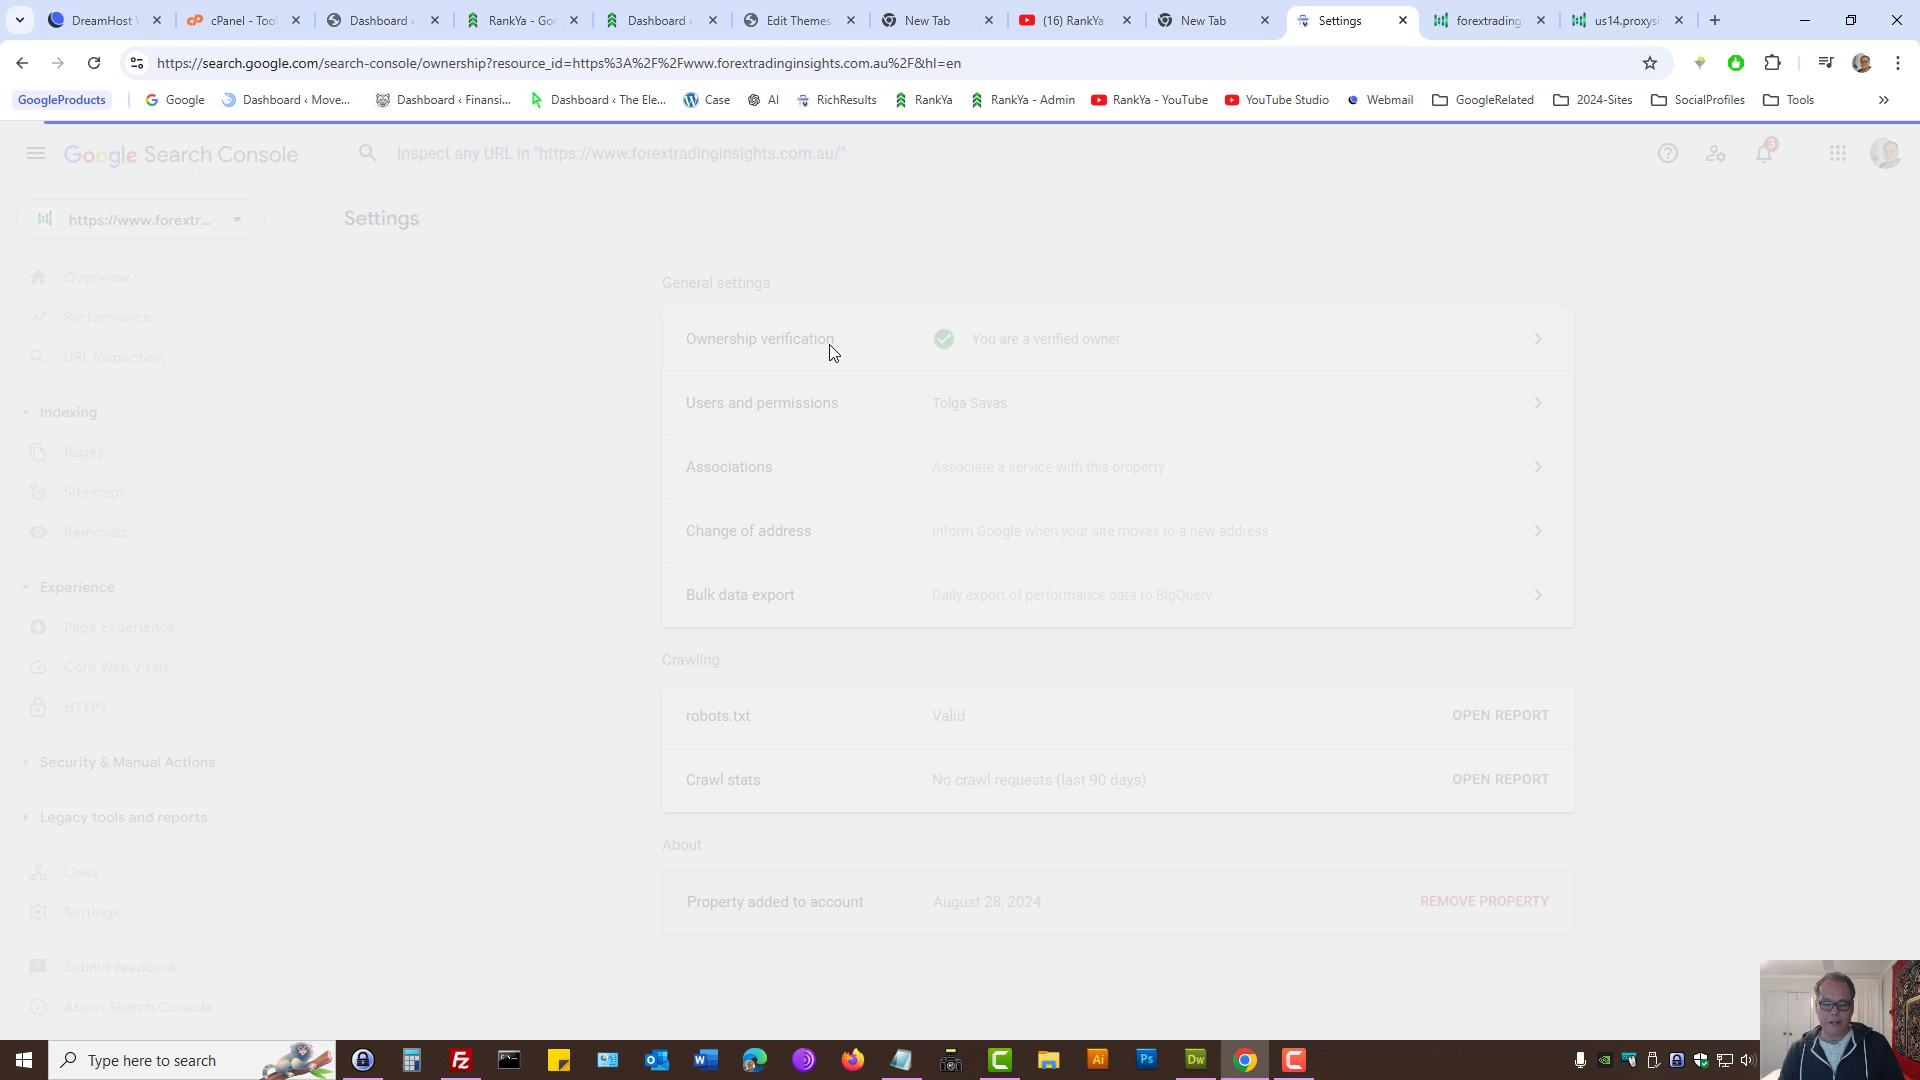 DreamHost
cPanel - Tool
Dashboard ‹
RankYa - Goo
Dashboard ‹
Edit Themes
New Tab
(16) RankYa
New Tab
Settings
forextrading
us14.proxysi
https://search.google.com/search-console/ownership?resource_id=https%3A%2F%2Fwww.forextradinginsights.com.au%2F&hl=en
GoogleProducts
Google
Dashboard ‹ Move...
Dashboard ‹ Finansi...
Dashboard ‹ The Ele...
Case
AI
RichResults
RankYa
RankYa - Admin
RankYa - YouTube
YouTube Studio
Webmail
GoogleRelated
2024-Sites
SocialProfiles
Tools
Google Search Console
Inspect any URL in "https://www.forextradinginsights.com.au/"
3
https://www.forextr...
Settings
Overview
Performance
URL inspection
Indexing
Pages
Sitemaps
Removals
Experience
Page Experience
Core Web Vitals
HTTPS
Security & Manual Actions
Legacy tools and reports
Links
Settings
Submit feedback
About Search Console
General settings
Ownership verification
You are a verified owner
Users and permissions
Tolga Savas
Associations
Associate a service with this property
Change of address
Inform Google when your site moves to a new address
Bulk data export
Daily export of performance data to BigQuery
Crawling
robots.txt
Valid
OPEN REPORT
Crawl stats
No crawl requests (last 90 days)
OPEN REPORT
About
Property added to account
August 28, 2024
REMOVE PROPERTY
Type here to search
Fz
W
Ai
Ps
Dw